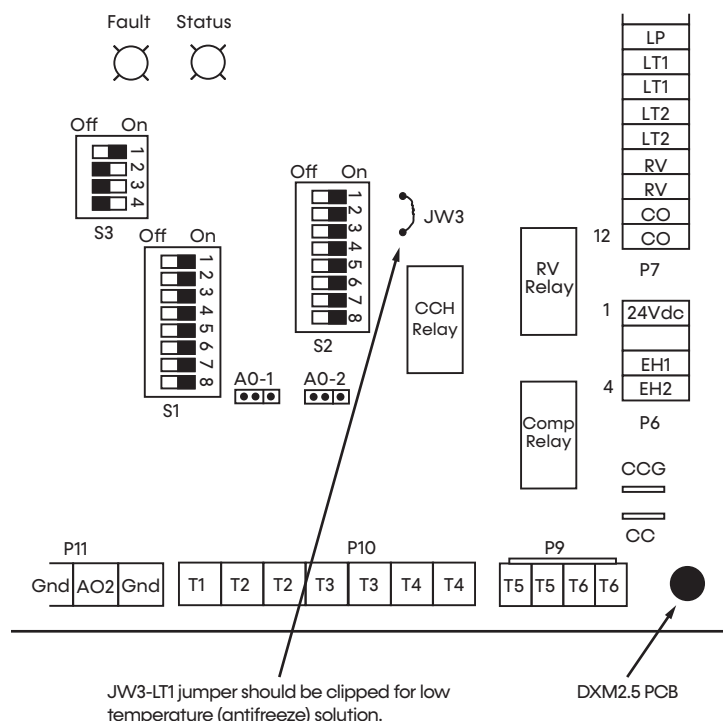 Fault Status
LP
LT1
LT1
LT2
LT2
RV
RV
CO
12 CO
P7
Off On
1
2
3
4
S3
Off On
1
2
3
4
5
6
7
8
S2
JW3
Off On
1
2
3
4
5
6
7
8
S1
CCH
Relay
RV
Relay
1 24Vdc
EH1
4 EH2
P6
A0-1 A0-2
Comp
Relay
CCG
CC
P11 P10 P9
Gnd AO2 Gnd T1 T2 T2 T3 T3 T4 T4 T5 T5 T6 T6
JW3-LT1 jumper should be clipped for low
temperature (antifreeze) solution.
DXM2.5 PCB